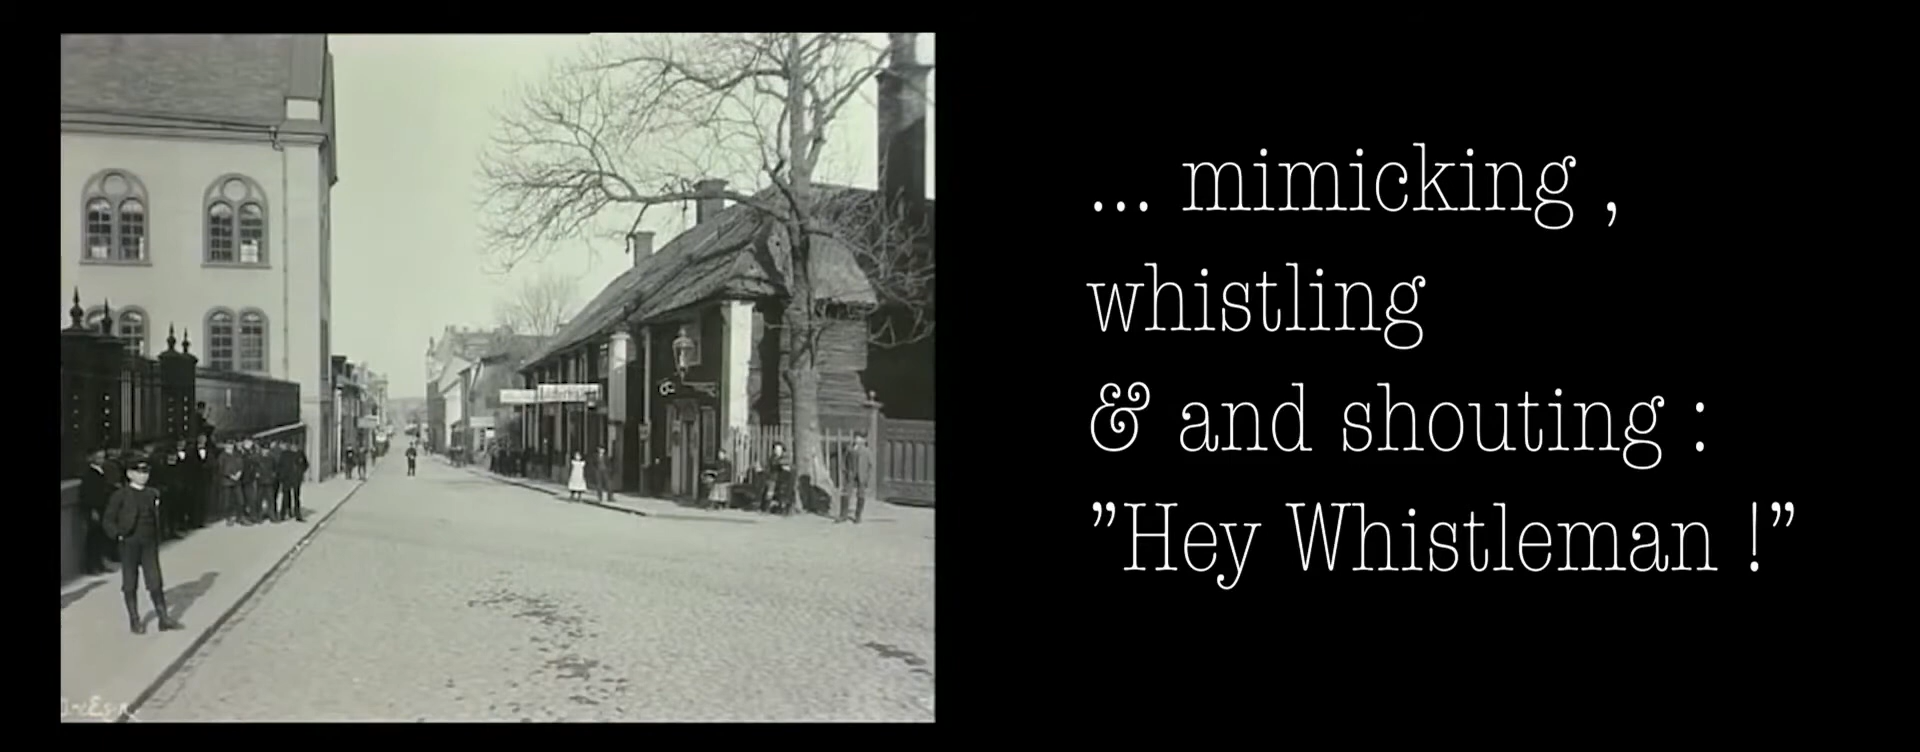 ... mimicking ,
whistling
& and shouting :
”Hey Whistleman !”